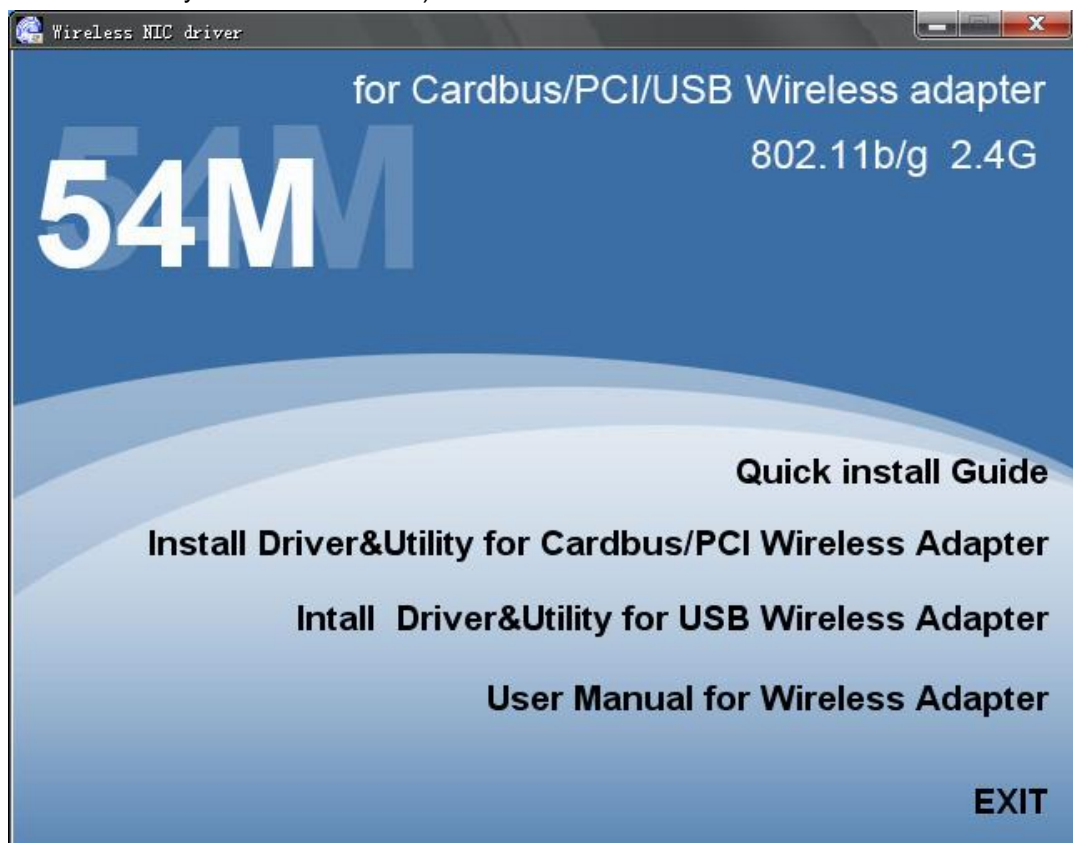 Wireless NIC driver
for Cardbus/PCI/USB Wireless adapter
802.11b/g 2.4G
54M
Quick install Guide
Install Driver&Utility for Cardbus/PCI Wireless Adapter
Intall Driver&Utility for USB Wireless Adapter
User Manual for Wireless Adapter
EXIT